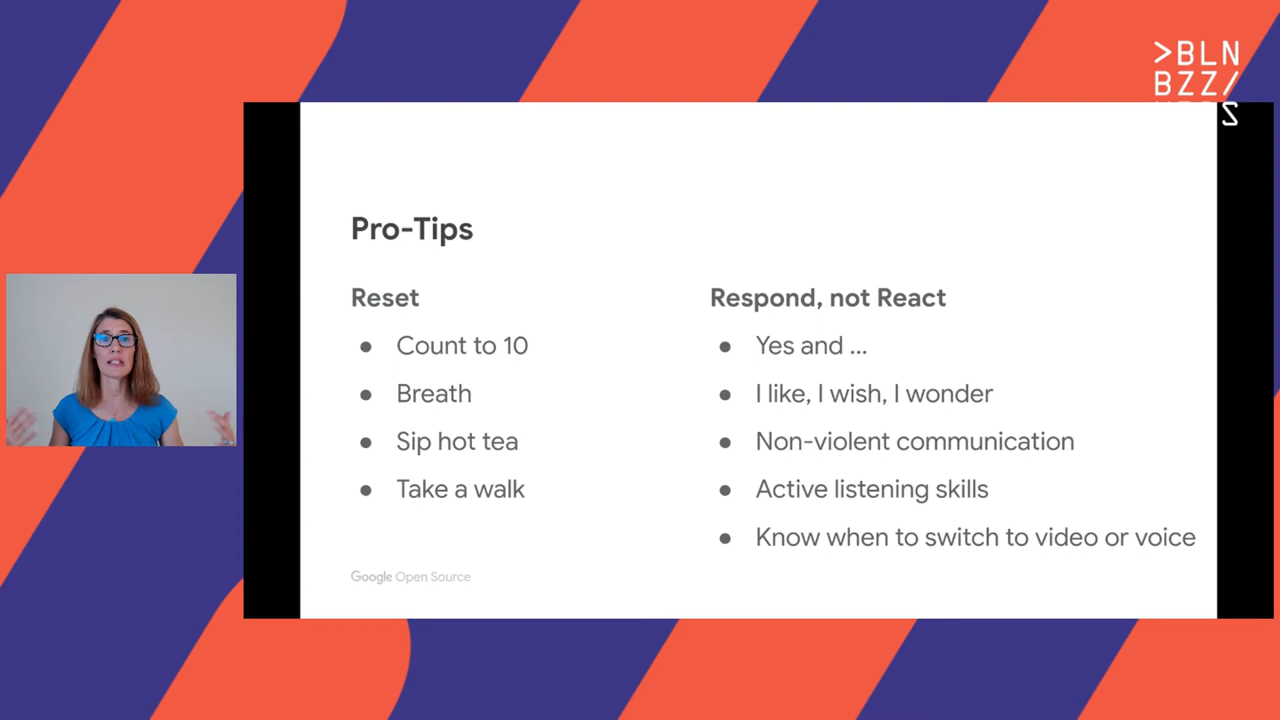 >BLN
BZZ/
Pro-Tips
Reset
● Count to 10
● Breath
● Sip hot tea
● Take a walk
Respond, not React
● Yes and ...
● I like, I wish, I wonder
● Non-violent communication
● Active listening skills
● Know when to switch to video or voice
Google Open Source